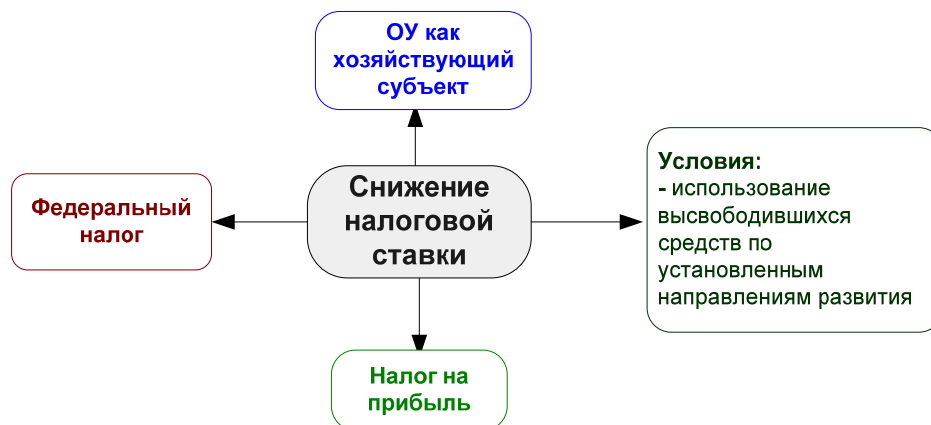 ОУ как
хозяйствующий
субъект
Федеральный
налог
Снижение
налоговой
ставки
Условия:
- использование
высвободившихся
средств по
установленным
направлениям развития
Налог на
прибыль